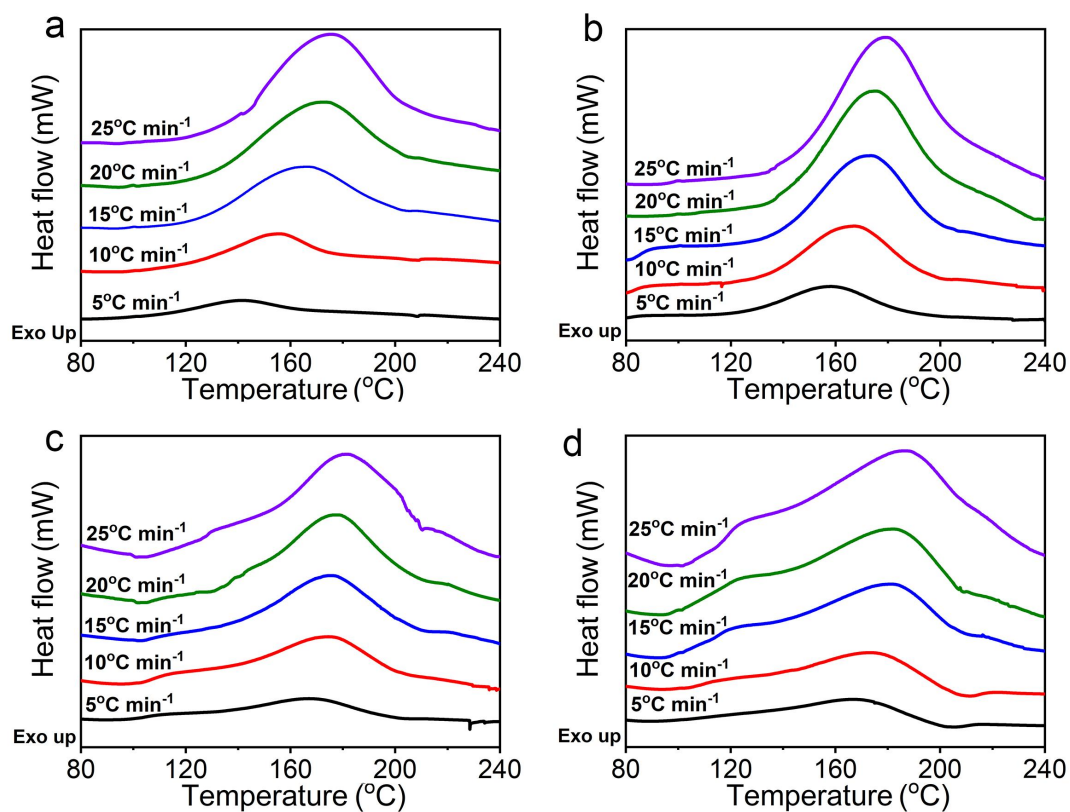 a
Heat flow (mW)
25°C min⁻¹
20°C min⁻¹
15°C min⁻¹
10°C min⁻¹
5°C min⁻¹
Exo Up
80 120 160 200 240
Temperature (°C)
b
Heat flow (mW)
25°C min⁻¹
20°C min⁻¹
15°C min⁻¹
10°C min⁻¹
5°C min⁻¹
Exo up
80 120 160 200 240
Temperature (°C)
c
Heat flow (mW)
25°C min⁻¹
20°C min⁻¹
15°C min⁻¹
10°C min⁻¹
5°C min⁻¹
Exo up
80 120 160 200 240
Temperature (°C)
d
Heat flow (mW)
25°C min⁻¹
20°C min⁻¹
15°C min⁻¹
10°C min⁻¹
5°C min⁻¹
Exo up
80 120 160 200 240
Temperature (°C)